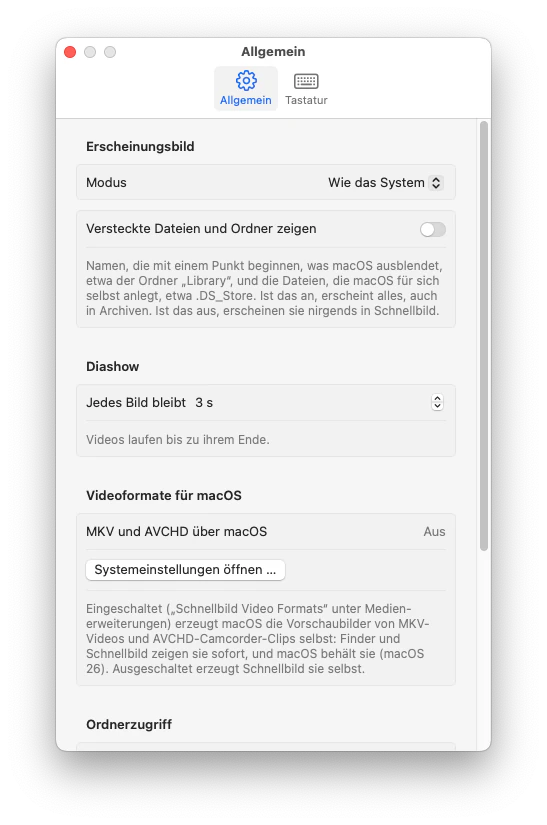 Allgemein
Allgemein
Tastatur
Erscheinungsbild
Modus
Wie das System
Versteckte Dateien und Ordner zeigen
Namen, die mit einem Punkt beginnen, was macOS ausblendet,
etwa der Ordner „Library“, und die Dateien, die macOS für sich
selbst anlegt, etwa .DS_Store. Ist das an, erscheint alles, auch
in Archiven. Ist das aus, erscheinen sie nirgends in Schnellbild.
Diashow
Jedes Bild bleibt 3 s
Videos laufen bis zu ihrem Ende.
Videoformate für macOS
MKV und AVCHD über macOS
Aus
Systemeinstellungen öffnen ...
Eingeschaltet („Schnellbild Video Formats“ unter Medien-
erweiterungen) erzeugt macOS die Vorschaubilder von MKV-
Videos und AVCHD-Camcorder-Clips selbst: Finder und
Schnellbild zeigen sie sofort, und macOS behält sie (macOS
26). Ausgeschaltet erzeugt Schnellbild sie selbst.
Ordnerzugriff